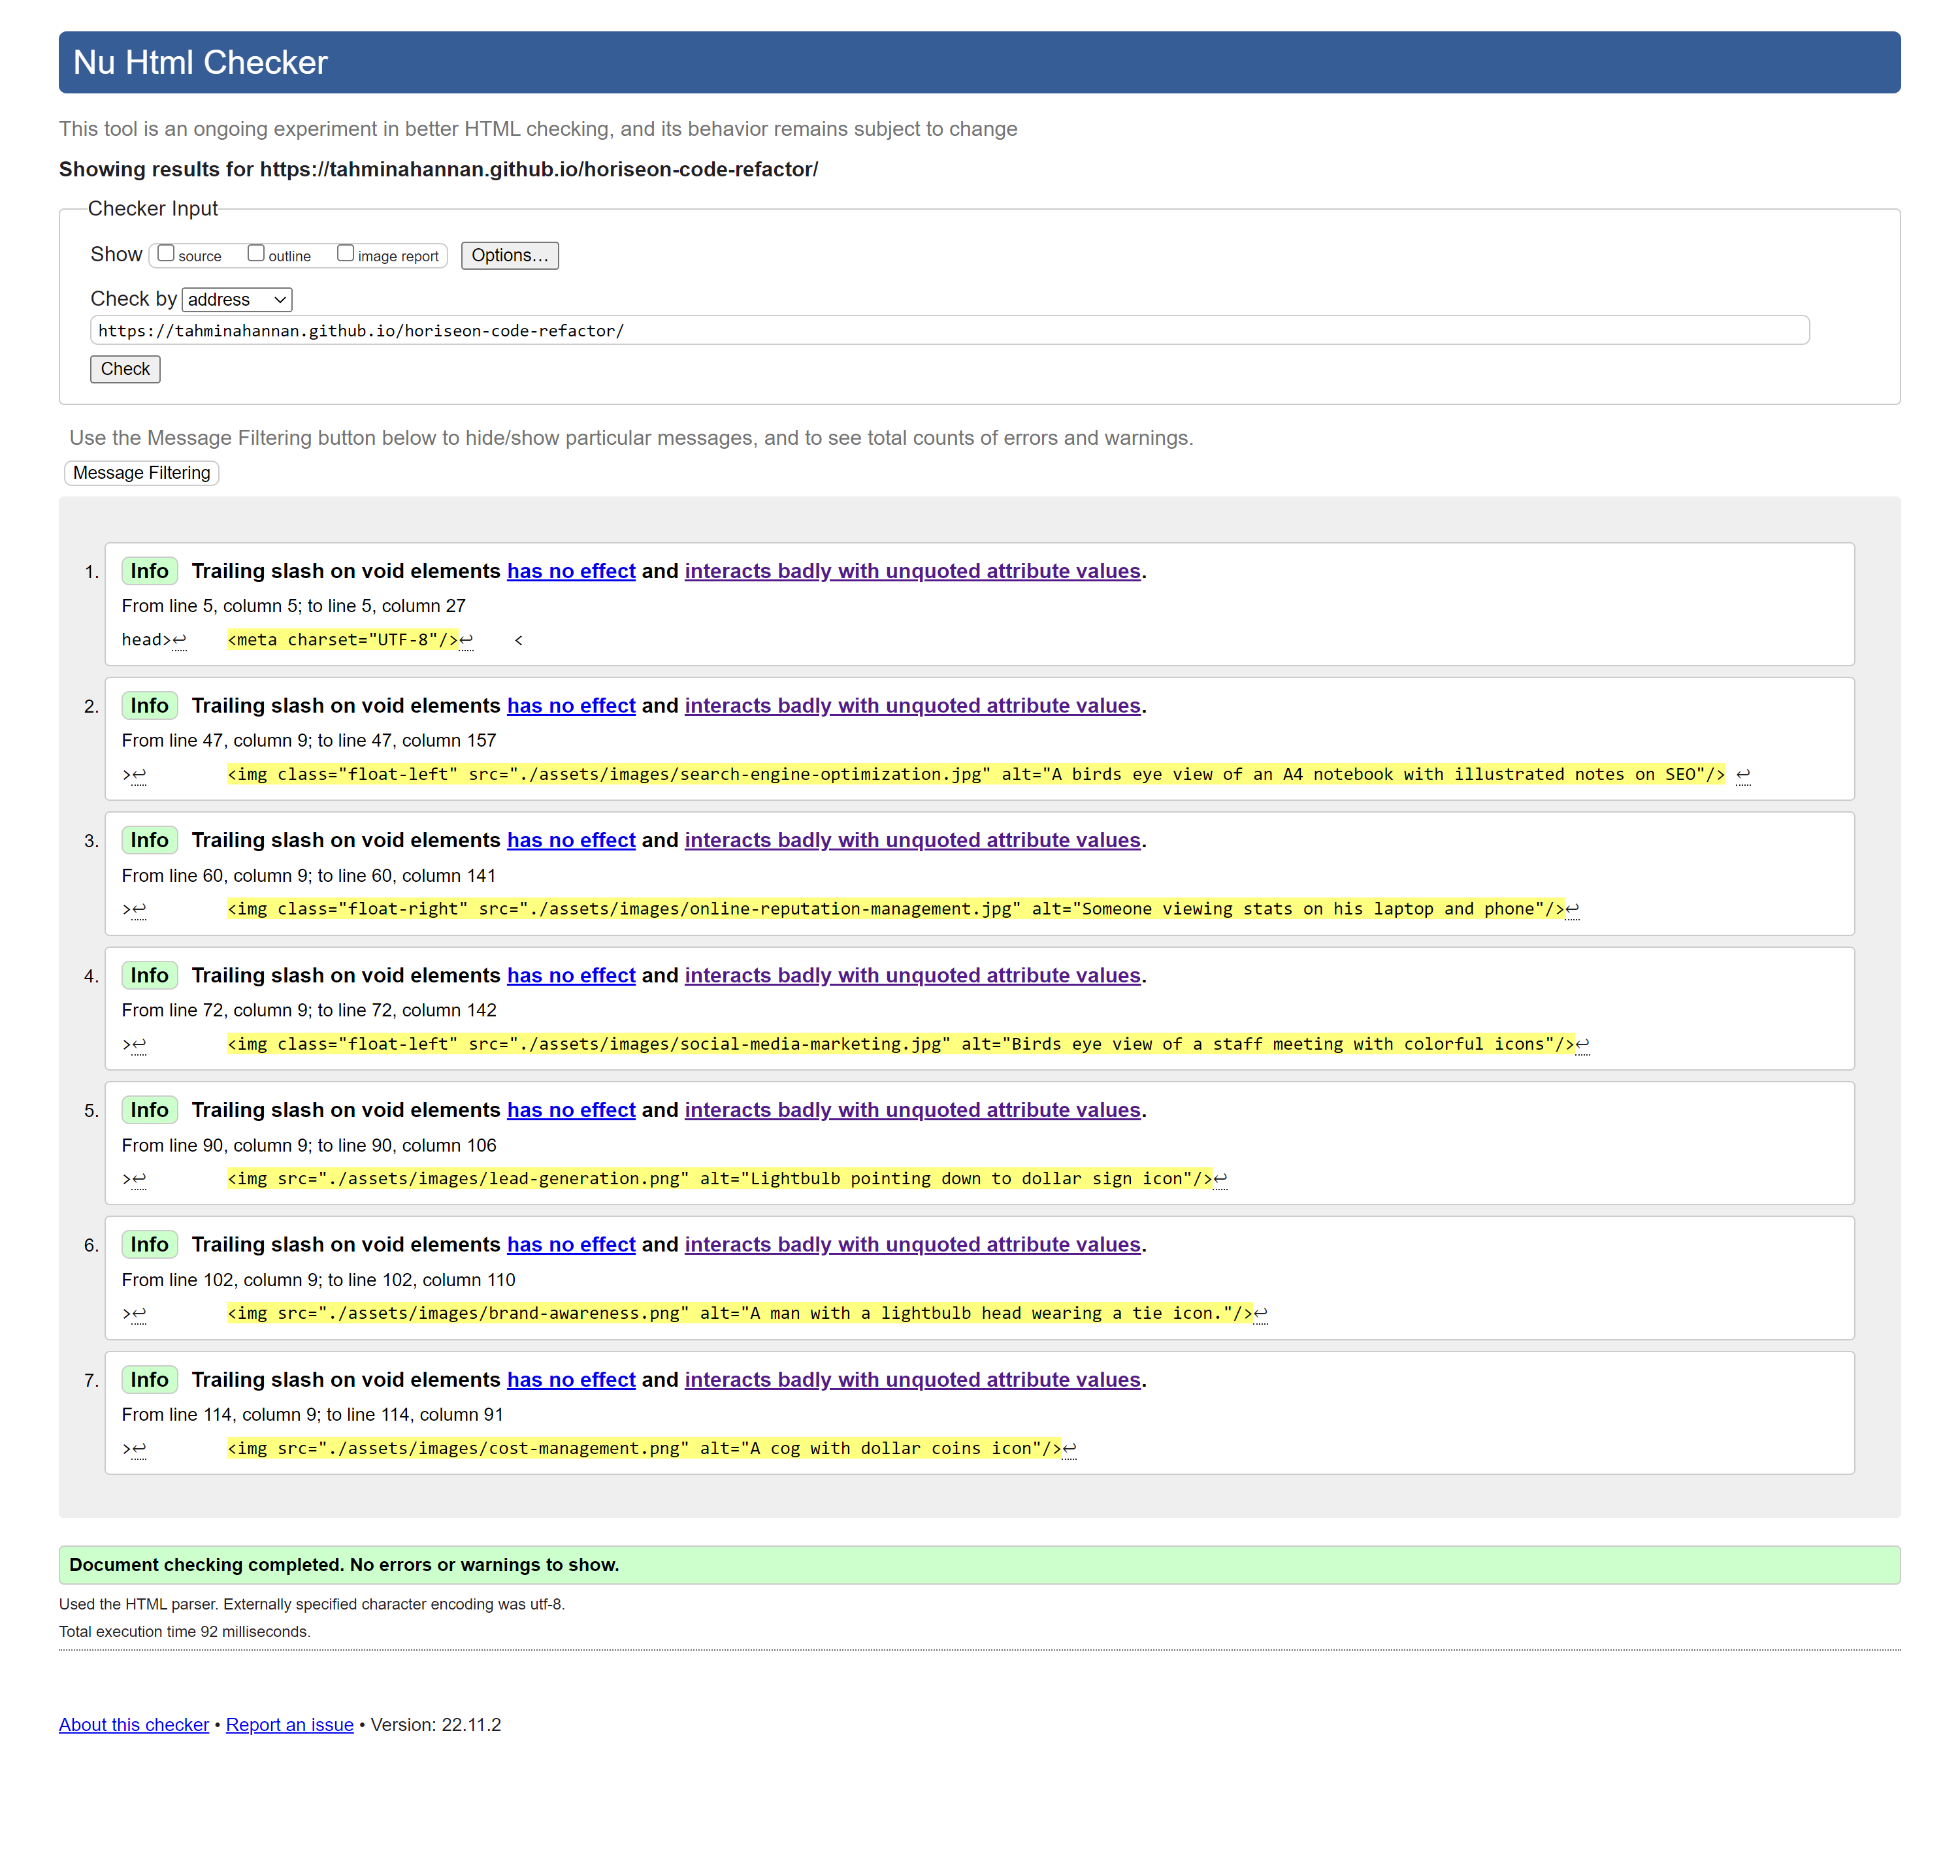 Nu Html Checker
This tool is an ongoing experiment in better HTML checking, and its behavior remains subject to change
Showing results for https://tahminahannan.github.io/horiseon-code-refactor/
Checker Input
Show source outline image report Options...
Check by address
https://tahminahannan.github.io/horiseon-code-refactor/
Check
Use the Message Filtering button below to hide/show particular messages, and to see total counts of errors and warnings.
Message Filtering
1. Info Trailing slash on void elements has no effect and interacts badly with unquoted attribute values.
From line 5, column 5; to line 5, column 27
head>↩ <meta charset="UTF-8"/>↩ <
2. Info Trailing slash on void elements has no effect and interacts badly with unquoted attribute values.
From line 47, column 9; to line 47, column 157
>↩ <img class="float-left" src="./assets/images/search-engine-optimization.jpg" alt="A birds eye view of an A4 notebook with illustrated notes on SEO"/> ↩
3. Info Trailing slash on void elements has no effect and interacts badly with unquoted attribute values.
From line 60, column 9; to line 60, column 141
>↩ <img class="float-right" src="./assets/images/online-reputation-management.jpg" alt="Someone viewing stats on his laptop and phone"/>↩
4. Info Trailing slash on void elements has no effect and interacts badly with unquoted attribute values.
From line 72, column 9; to line 72, column 142
>↩ <img class="float-left" src="./assets/images/social-media-marketing.jpg" alt="Birds eye view of a staff meeting with colorful icons"/>↩
5. Info Trailing slash on void elements has no effect and interacts badly with unquoted attribute values.
From line 90, column 9; to line 90, column 106
>↩ <img src="./assets/images/lead-generation.png" alt="Lightbulb pointing down to dollar sign icon"/>↩
6. Info Trailing slash on void elements has no effect and interacts badly with unquoted attribute values.
From line 102, column 9; to line 102, column 110
>↩ <img src="./assets/images/brand-awareness.png" alt="A man with a lightbulb head wearing a tie icon."/>↩
7. Info Trailing slash on void elements has no effect and interacts badly with unquoted attribute values.
From line 114, column 9; to line 114, column 91
>↩ <img src="./assets/images/cost-management.png" alt="A cog with dollar coins icon"/>↩
Document checking completed. No errors or warnings to show.
Used the HTML parser. Externally specified character encoding was utf-8.
Total execution time 92 milliseconds.
About this checker • Report an issue • Version: 22.11.2